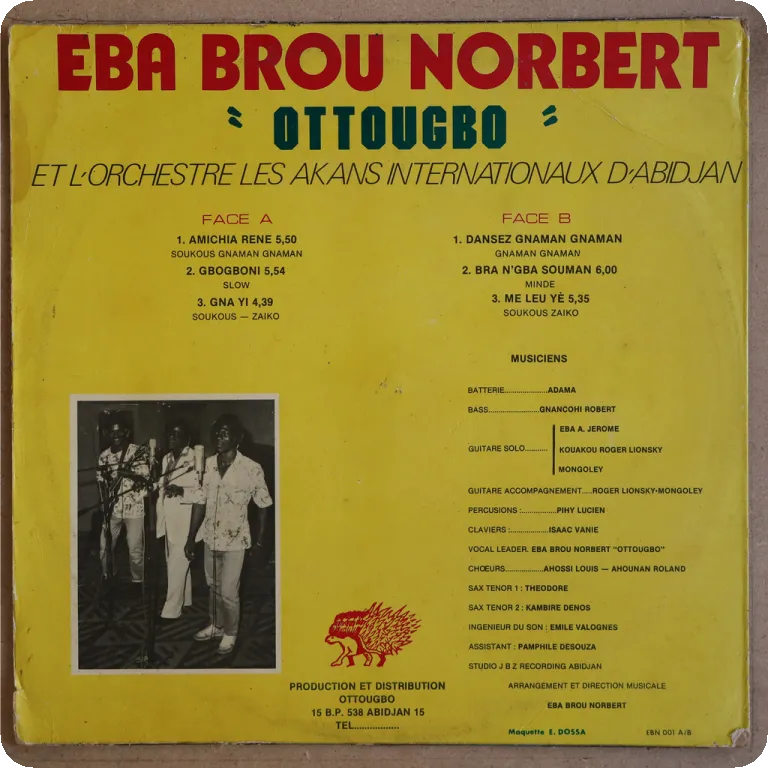 EBA BROU NORBERT
" OTTOUGBO "
ET L'ORCHESTRE LES AKANS INTERNATIONAUX D'ABIDJAN
FACE A
1. AMICHIA RENE 5,50
SOUKOUS GNAMAN GNAMAN
2. GBOGBONI 5,54
SLOW
3. GNA YI 4,39
SOUKOUS — ZAIKO
FACE B
1. DANSEZ GNAMAN GNAMAN
GNAMAN GNAMAN
2. BRA N'GBA SOUMAN 6,00
MINDE
3. ME LEU YÈ 5,35
SOUKOUS ZAIKO
MUSICIENS
BATTERIE....................ADAMA
BASS........................GNANCOHI ROBERT
EBA A. JEROME
GUITARE SOLO........... KOUAKOU ROGER LIONSKY
MONGOLEY
GUITARE ACCOMPAGNEMENT.....ROGER LIONSKY-MONGOLEY
PERCUSIONS :................PIHY LUCIEN
CLAVIERS :..................ISAAC VANIE
VOCAL LEADER. EBA BROU NORBERT "OTTOUGBO"
CHŒURS..................AHOSSI LOUIS — AHOUNAN ROLAND
SAX TENOR 1 : THEODORE
SAX TENOR 2 : KAMBIRE DENOS
INGENIEUR DU SON : EMILE VALOGNES
ASSISTANT : PAMPHILE DESOUZA
STUDIO J B Z RECORDING ABIDJAN
ARRANGEMENT ET DIRECTION MUSICALE
EBA BROU NORBERT
PRODUCTION ET DISTRIBUTION
OTTOUGBO
15 B.P. 538 ABIDJAN 15
TEL.................
Maquette E. DOSSA
EBN 001 A/B